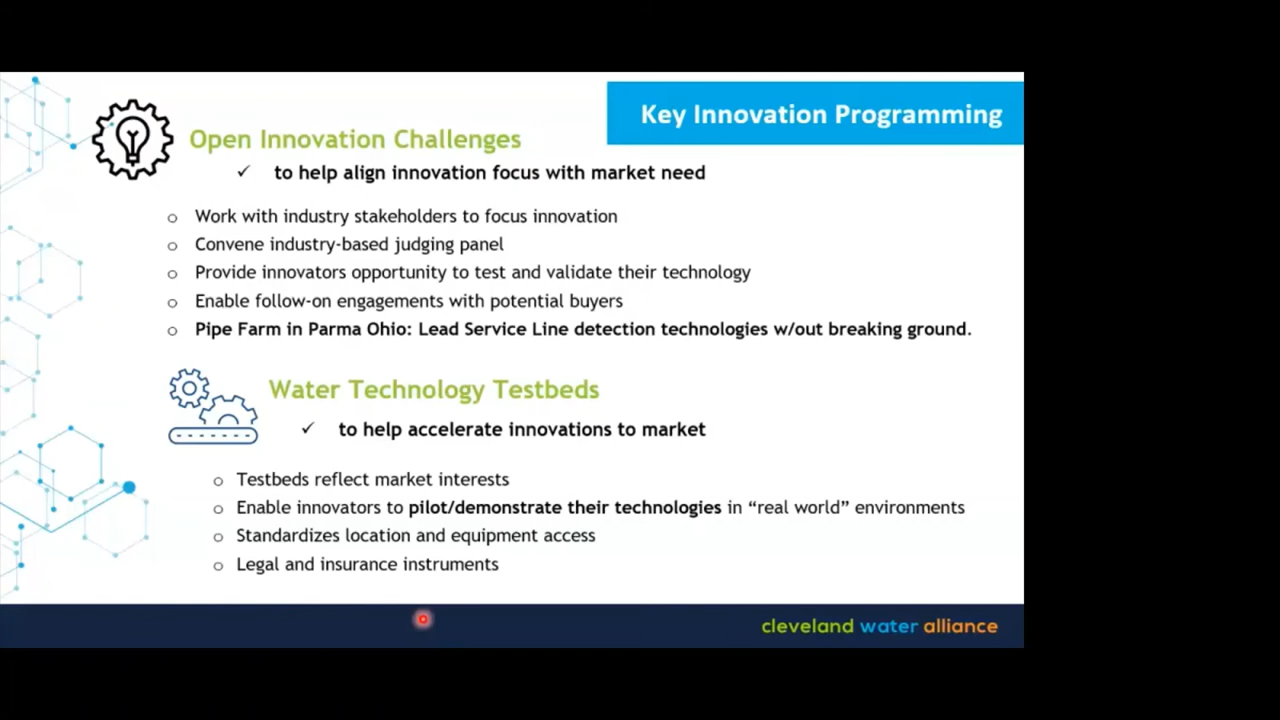 Key Innovation Programming
Open Innovation Challenges
✓ to help align innovation focus with market need
o Work with industry stakeholders to focus innovation
o Convene industry-based judging panel
o Provide innovators opportunity to test and validate their technology
o Enable follow-on engagements with potential buyers
o Pipe Farm in Parma Ohio: Lead Service Line detection technologies w/out breaking ground.
Water Technology Testbeds
✓ to help accelerate innovations to market
o Testbeds reflect market interests
o Enable innovators to pilot/demonstrate their technologies in “real world” environments
o Standardizes location and equipment access
o Legal and insurance instruments
cleveland water alliance